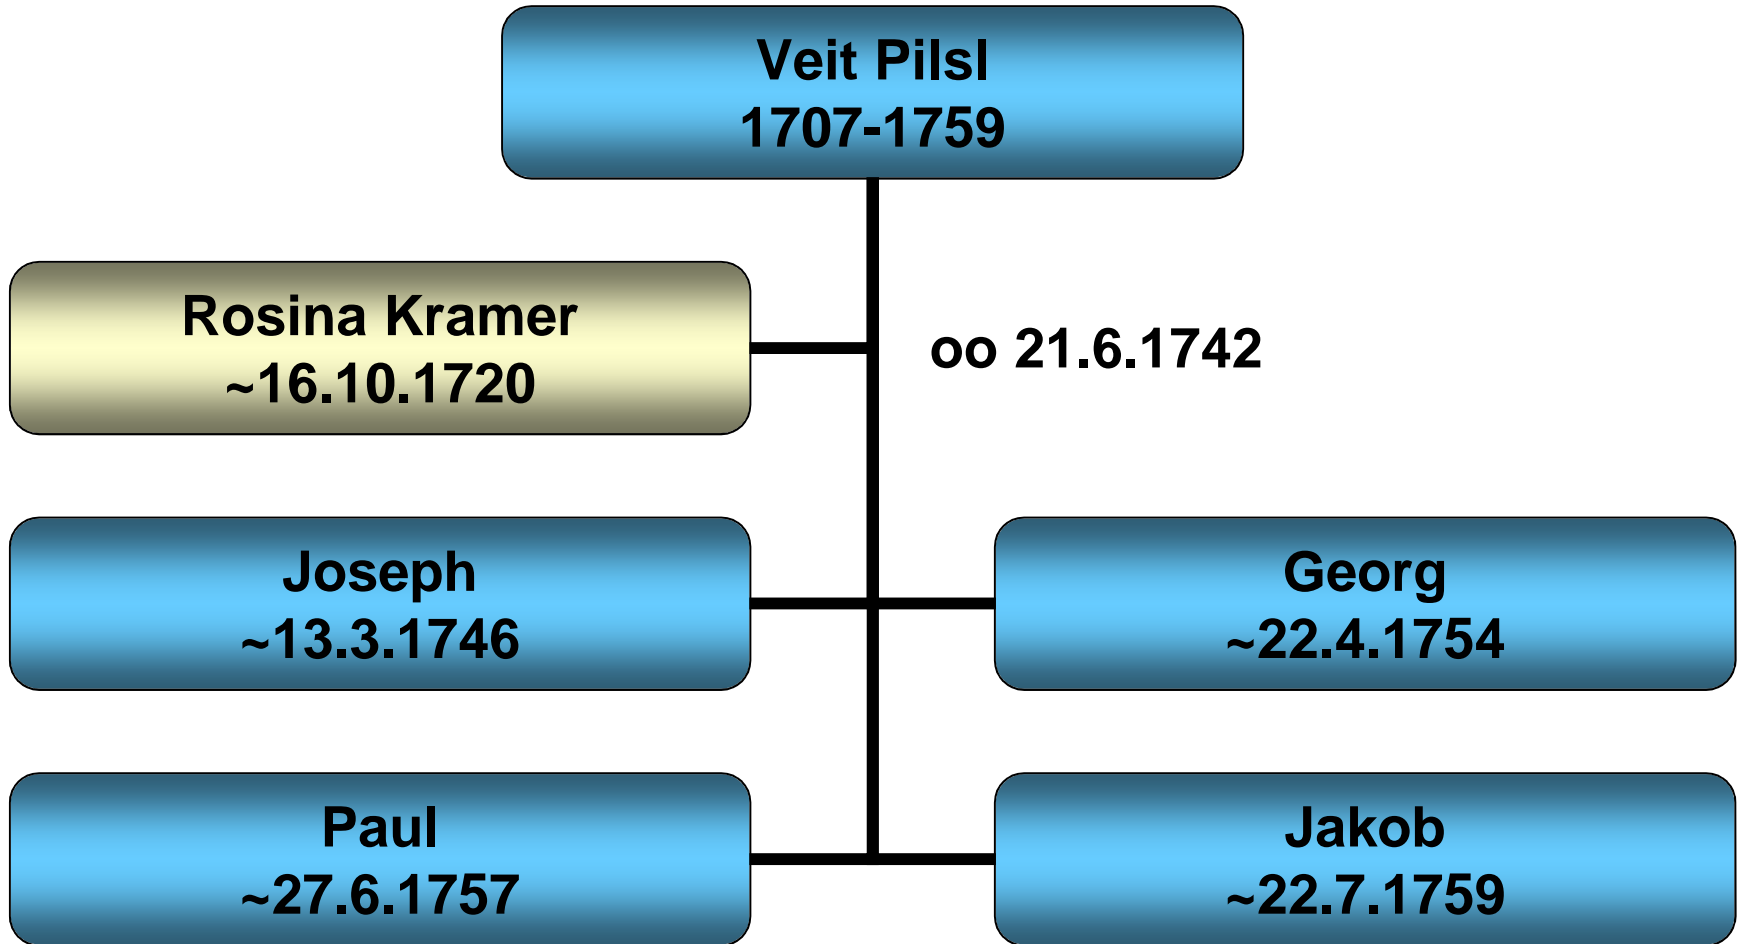 Veit Pilsl
1707-1759
Rosina Kramer
~16.10.1720
oo 21.6.1742
Joseph
~13.3.1746
Georg
~22.4.1754
Paul
~27.6.1757
Jakob
~22.7.1759